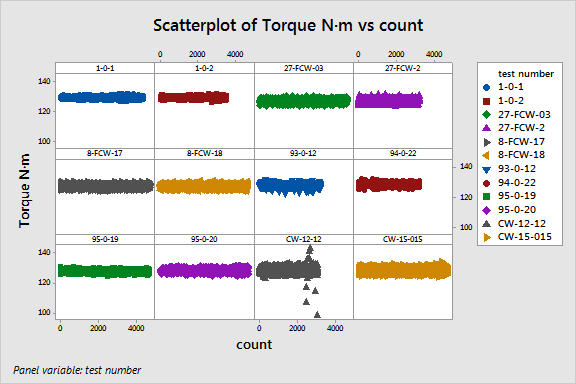 Scatterplot of Torque N·m vs count
0 2000 4000 0 2000 4000
1-0-1 1-0-2 27-FCW-03 27-FCW-2
140
120
100
8-FCW-17 8-FCW-18 93-0-12 94-0-22
140
120
100
95-0-19 95-0-20 CW-12-12 CW-15-015
140
120
100
0 2000 4000 0 2000 4000
Torque N·m
count
test number
1-0-1
1-0-2
27-FCW-03
27-FCW-2
8-FCW-17
8-FCW-18
93-0-12
94-0-22
95-0-19
95-0-20
CW-12-12
CW-15-015
Panel variable: test number